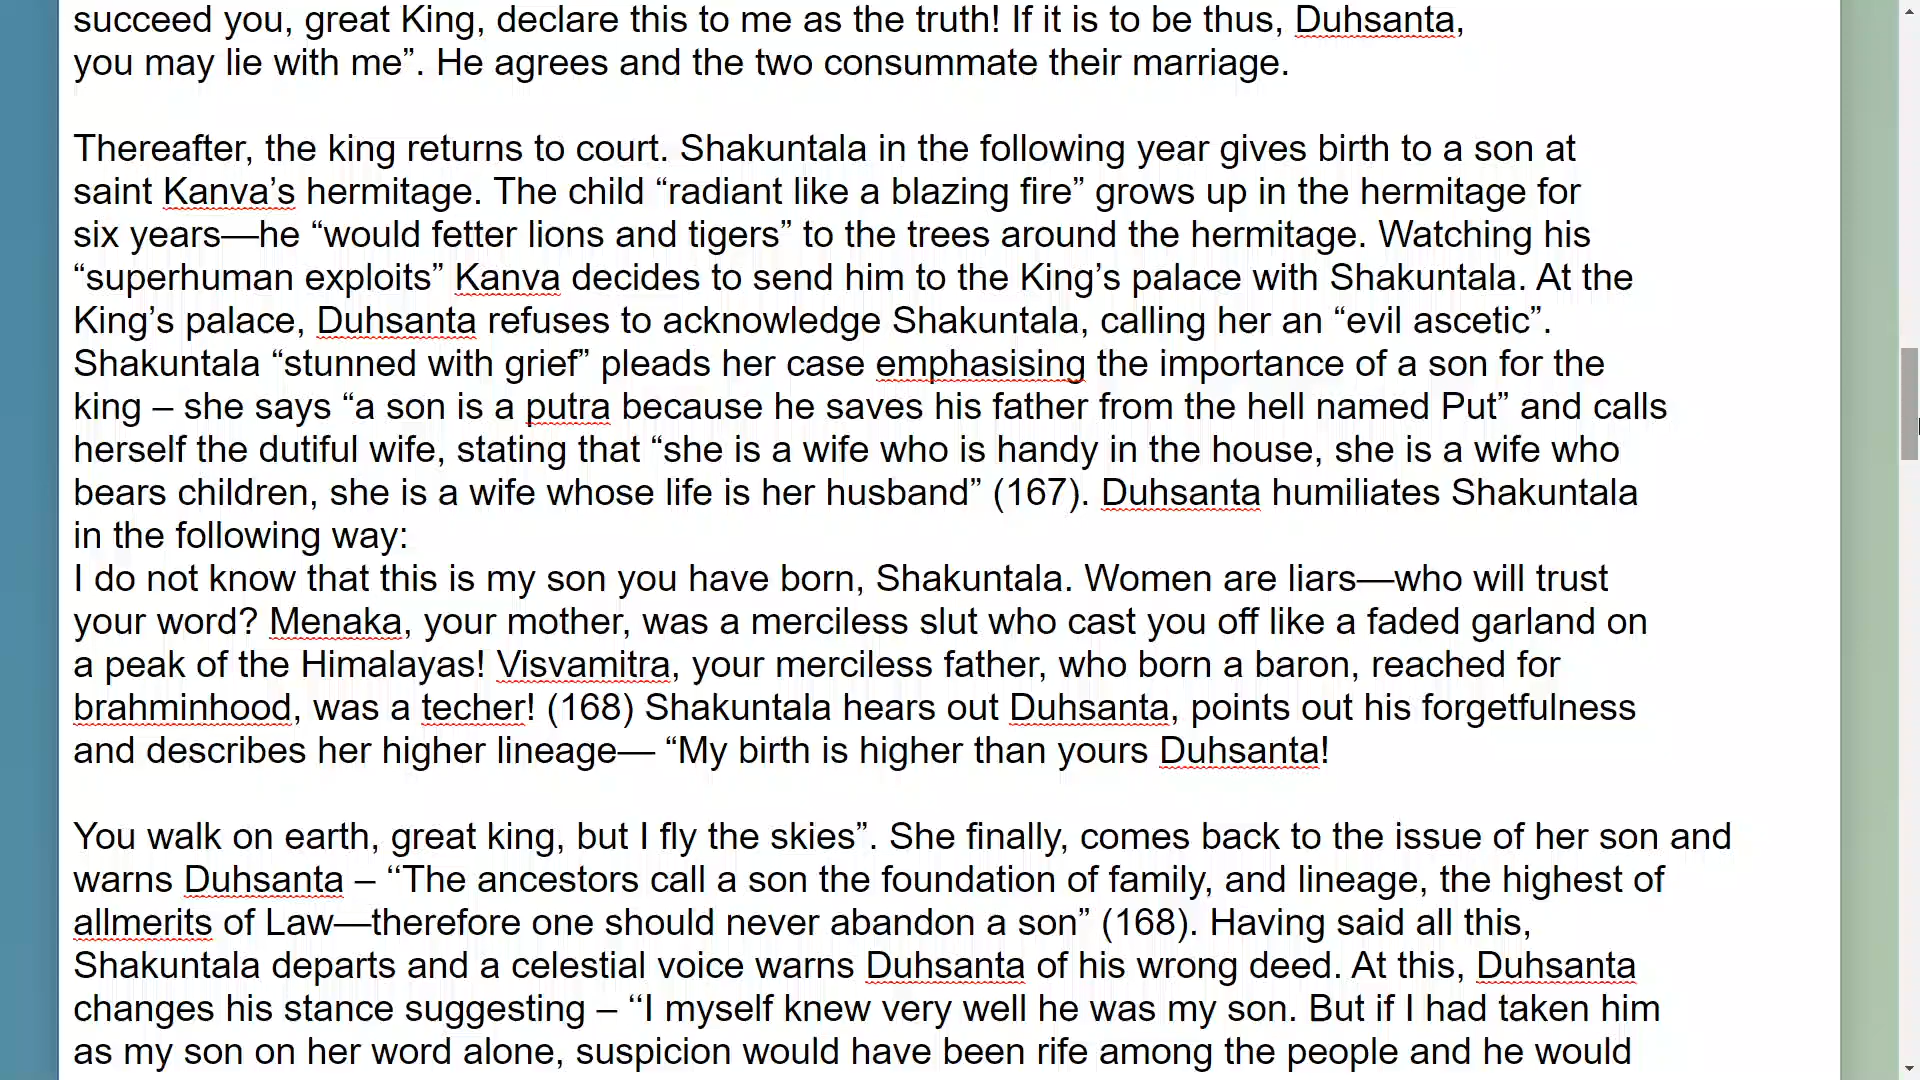 succeed you, great King, declare this to me as the truth! If it is to be thus, Duhsanta,
you may lie with me”. He agrees and the two consummate their marriage.
Thereafter, the king returns to court. Shakuntala in the following year gives birth to a son at
saint Kanva’s hermitage. The child “radiant like a blazing fire” grows up in the hermitage for
six years—he “would fetter lions and tigers” to the trees around the hermitage. Watching his
“superhuman exploits” Kanva decides to send him to the King’s palace with Shakuntala. At the
King’s palace, Duhsanta refuses to acknowledge Shakuntala, calling her an “evil ascetic”.
Shakuntala “stunned with grief” pleads her case emphasising the importance of a son for the
king – she says “a son is a putra because he saves his father from the hell named Put” and calls
herself the dutiful wife, stating that “she is a wife who is handy in the house, she is a wife who
bears children, she is a wife whose life is her husband” (167). Duhsanta humiliates Shakuntala
in the following way:
I do not know that this is my son you have born, Shakuntala. Women are liars—who will trust
your word? Menaka, your mother, was a merciless slut who cast you off like a faded garland on
a peak of the Himalayas! Visvamitra, your merciless father, who born a baron, reached for
brahminhood, was a techer! (168) Shakuntala hears out Duhsanta, points out his forgetfulness
and describes her higher lineage— “My birth is higher than yours Duhsanta!
You walk on earth, great king, but I fly the skies”. She finally, comes back to the issue of her son and
warns Duhsanta – ‘‘The ancestors call a son the foundation of family, and lineage, the highest of
allmerits of Law—therefore one should never abandon a son” (168). Having said all this,
Shakuntala departs and a celestial voice warns Duhsanta of his wrong deed. At this, Duhsanta
changes his stance suggesting – ‘‘I myself knew very well he was my son. But if I had taken him
as my son on her word alone, suspicion would have been rife among the people and he would